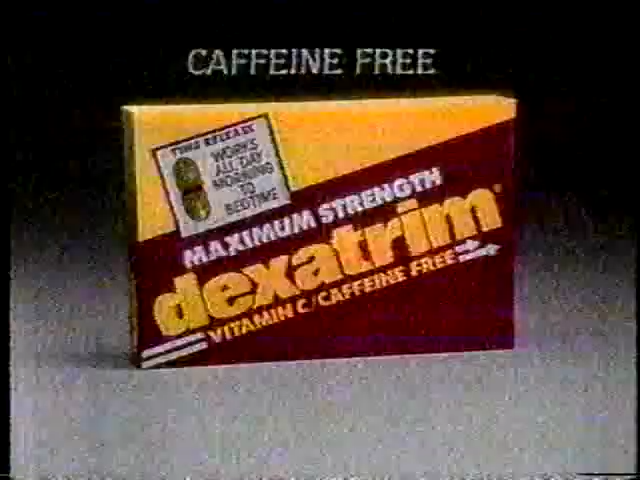 CAFFEINE FREE
TIME RELEASE
WORKS
ALL DAY
MORNING
TO
BEDTIME
MAXIMUM STRENGTH
dexatrim®
VITAMIN C/CAFFEINE FREE